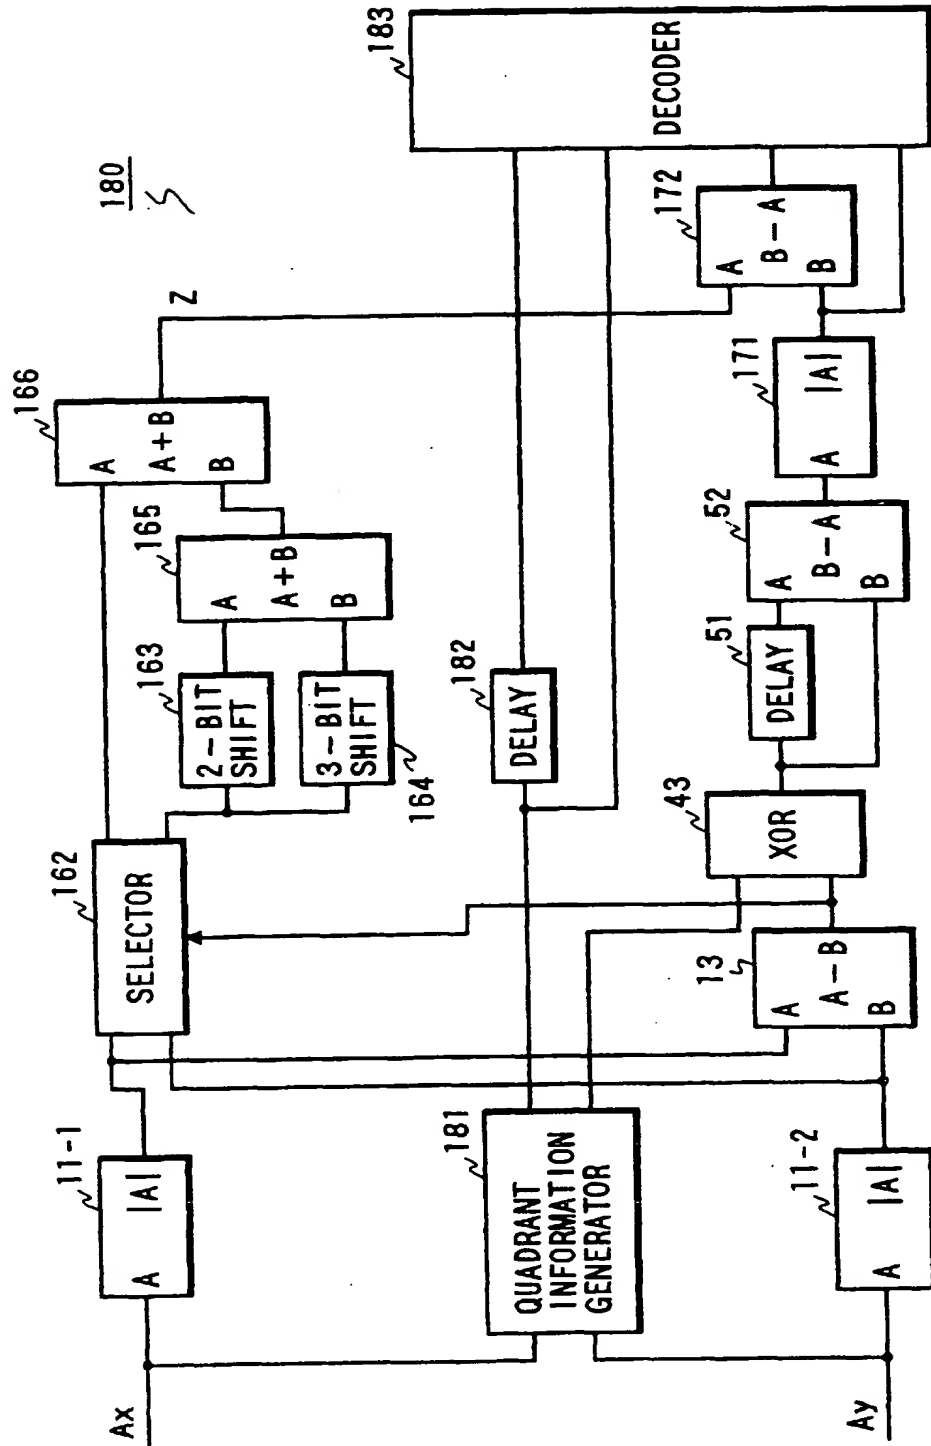 180
Ax
11-1
A |A|
162
SELECTOR
163
2-BIT
SHIFT
3-BIT
SHIFT
164
165
A
A+B
B
166
A
A+B
B
Z
181
QUADRANT
INFORMATION
GENERATOR
182
DELAY
183
DECODER
Ay
11-2
A |A|
13
A
A-B
B
43
XOR
51
DELAY
52
A
B-A
B
171
A |A|
172
A
B-A
B